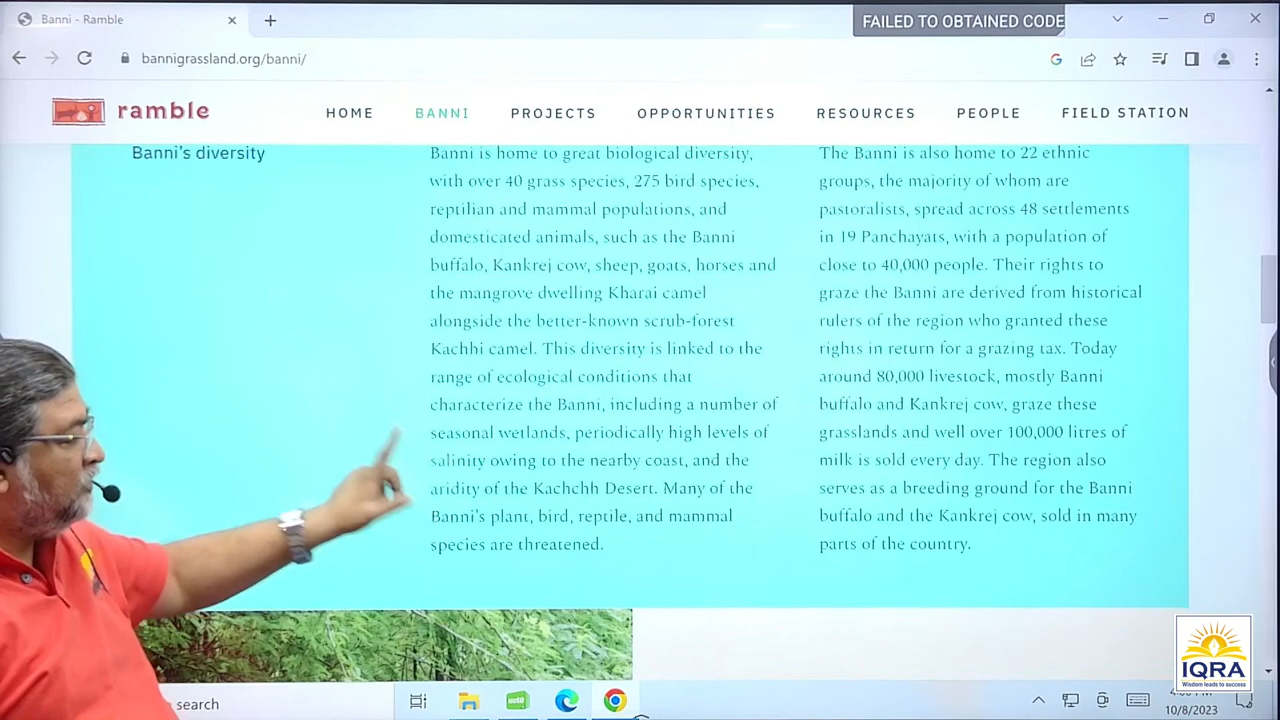 Banni - Ramble
FAILED TO OBTAINED CODE
bannigrassland.org/banni/
ramble
HOME
BANNI
PROJECTS
OPPORTUNITIES
RESOURCES
PEOPLE
FIELD STATION
Banni's diversity
Banni is home to great biological diversity,
with over 40 grass species, 275 bird species,
reptilian and mammal populations, and
domesticated animals, such as the Banni
buffalo, Kankrej cow, sheep, goats, horses and
the mangrove dwelling Kharai camel
alongside the better-known scrub-forest
Kachhi camel. This diversity is linked to the
range of ecological conditions that
characterize the Banni, including a number of
seasonal wetlands, periodically high levels of
salinity owing to the nearby coast, and the
aridity of the Kachchh Desert. Many of the
Banni's plant, bird, reptile, and mammal
species are threatened.
The Banni is also home to 22 ethnic
groups, the majority of whom are
pastoralists, spread across 48 settlements
in 19 Panchayats, with a population of
close to 40,000 people. Their rights to
graze the Banni are derived from historical
rulers of the region who granted these
rights in return for a grazing tax. Today
around 80,000 livestock, mostly Banni
buffalo and Kankrej cow, graze these
grasslands and well over 100,000 litres of
milk is sold every day. The region also
serves as a breeding ground for the Banni
buffalo and the Kankrej cow, sold in many
parts of the country.
IQRA
Wisdom leads to success
search
10/8/2023